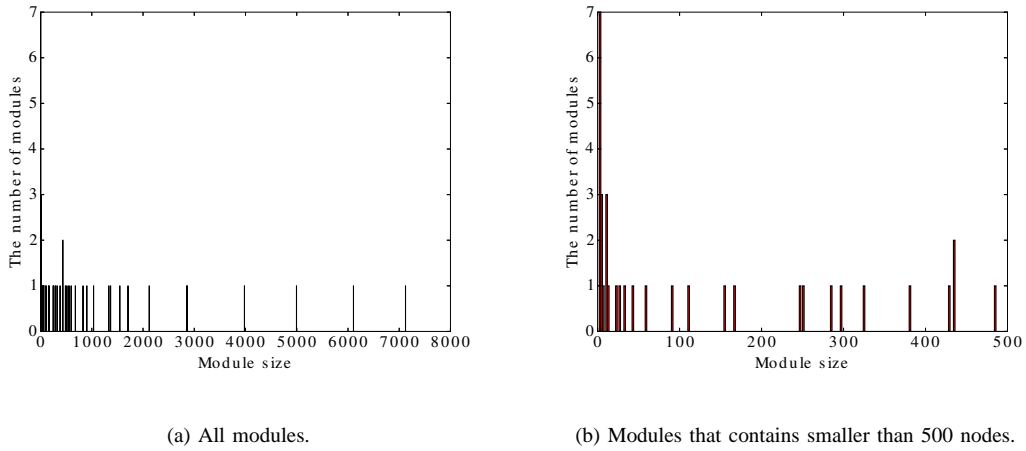 7
6
5
4
3
2
1
0
The number of modules
0 1000 2000 3000 4000 5000 6000 7000 8000
Module size
(a) All modules.
7
6
5
4
3
2
1
0
The number of modules
0 100 200 300 400 500
Module size
(b) Modules that contains smaller than 500 nodes.